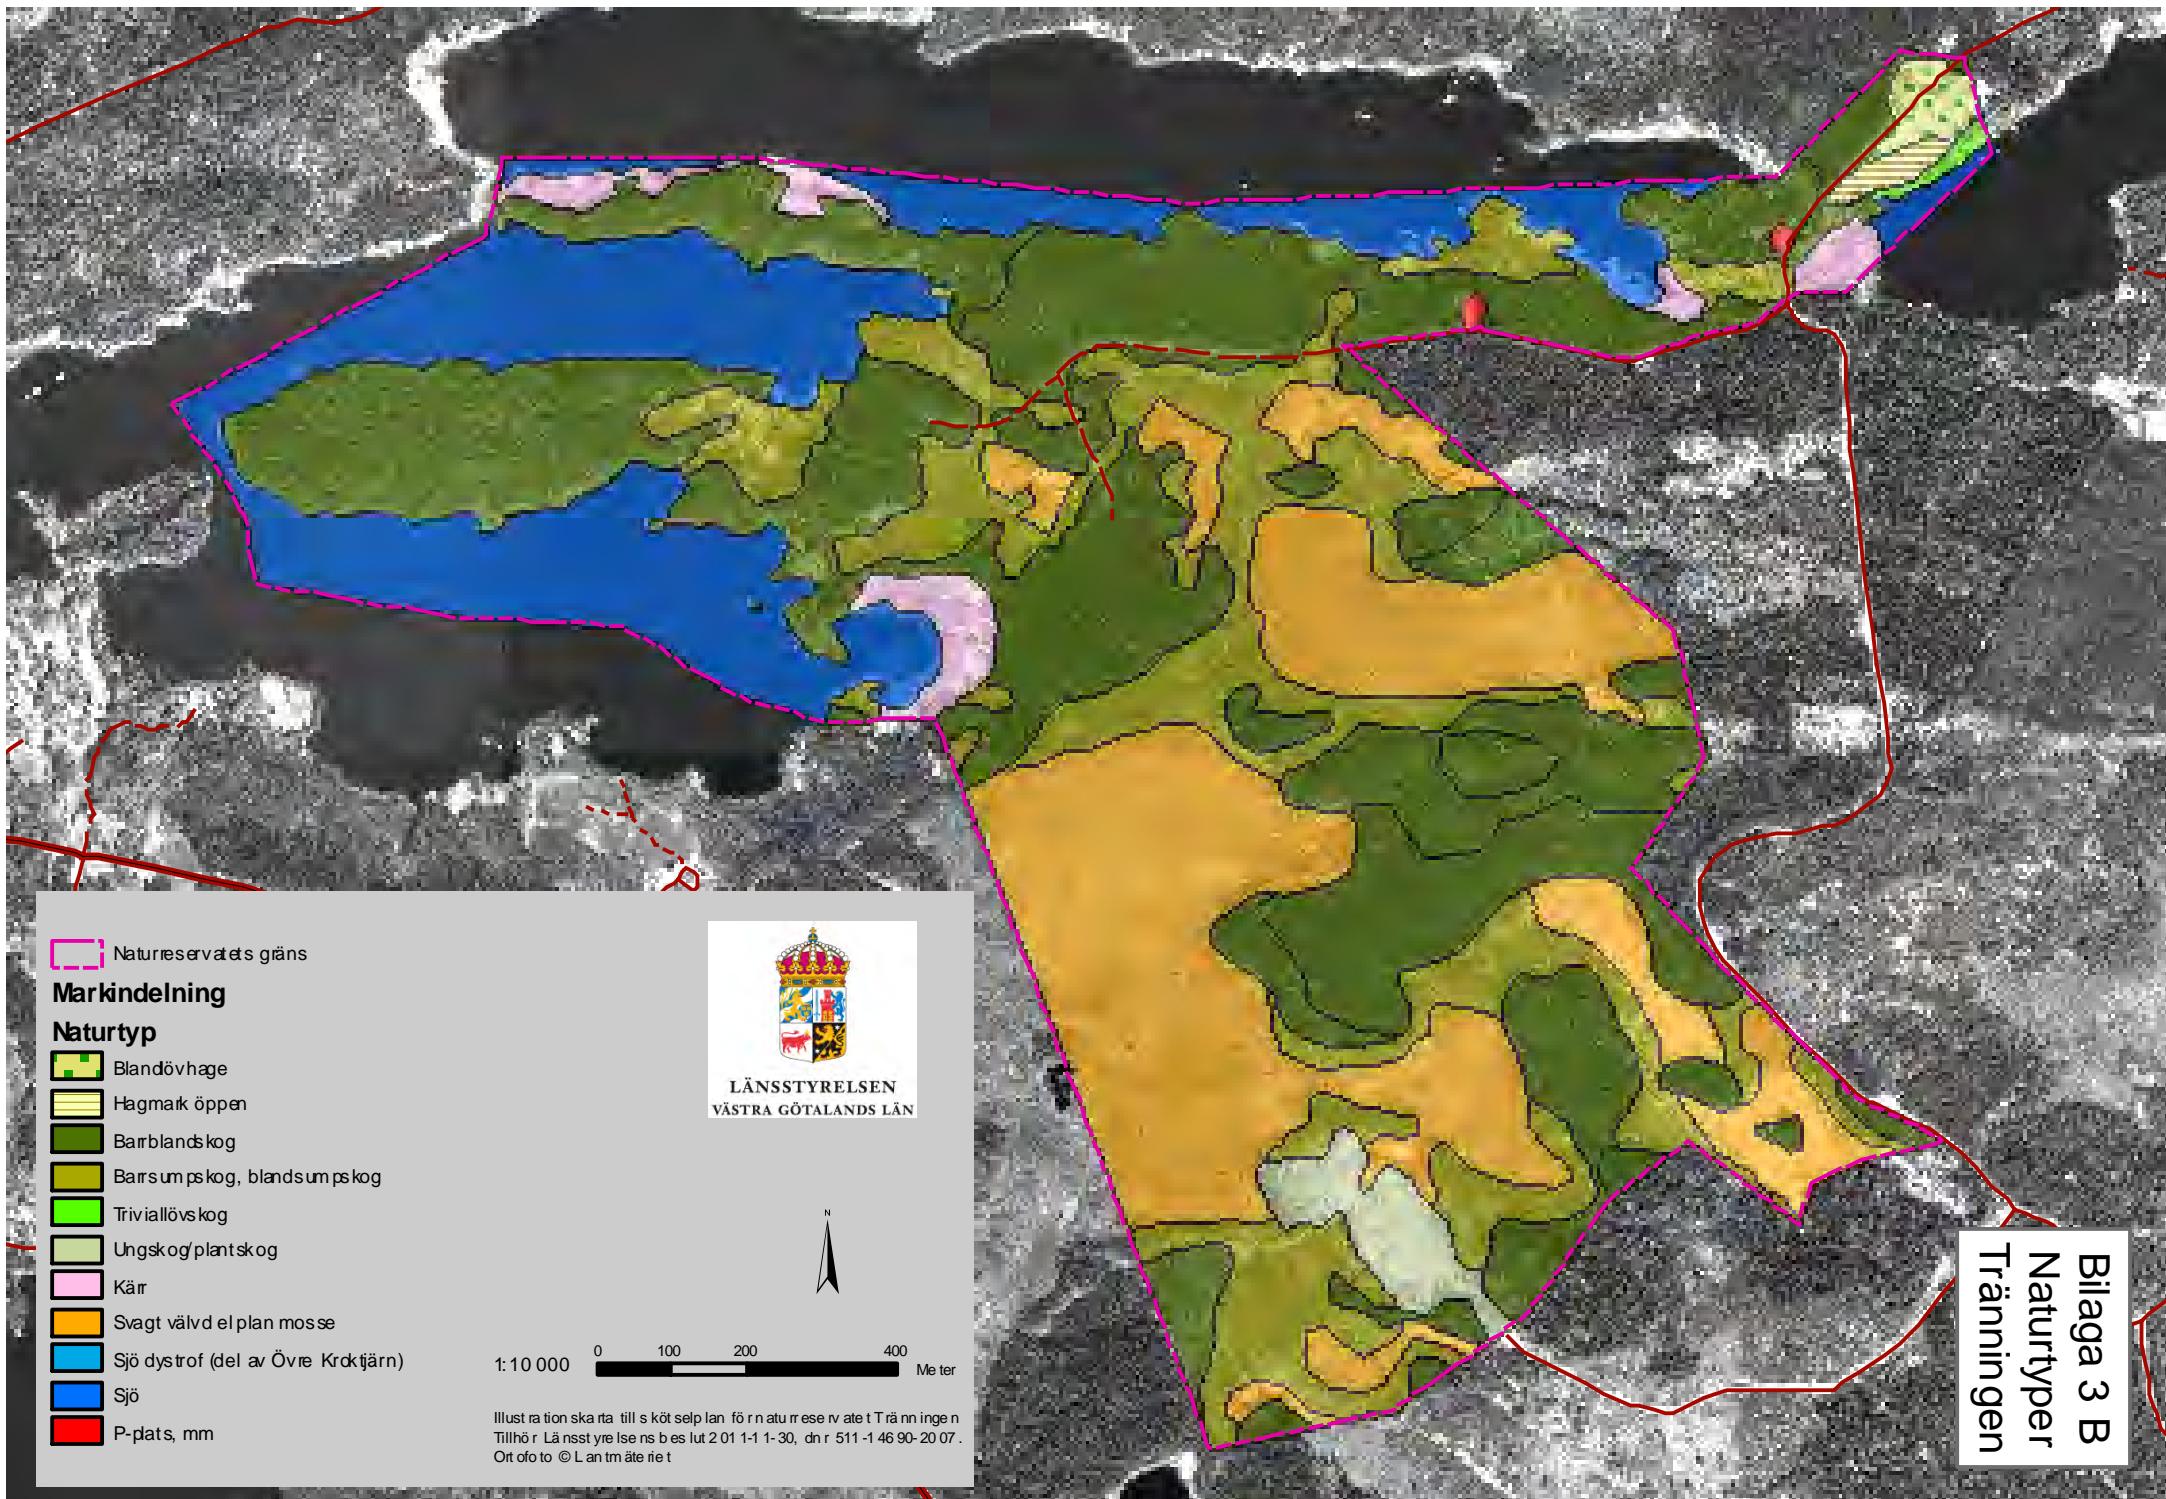 Naturreservatets gräns
Markindelning
Naturtyp
Blandlövhage
Hagmark öppen
Barrblandskog
Barrsumpskog, blandsumpskog
Triviallövskog
Ungskog/plantskog
Kärr
Svagt välvd el plan mosse
Sjö dystrof (del av Övre Kroktjärn)
Sjö
P-plats, mm
LÄNSSTYRELSEN
VÄSTRA GÖTALANDS LÄN
N
1:10 000
0 100 200 400
Meter
Illustrationskarta till skötselplan för naturreservatet Tränningen
Tillhör Länsstyrelsens beslut 2011-11-30, dnr 511-14690-2007.
Ortofoto © Lantmäteriet
Bilaga 3 B
Naturtyper
Tränningen